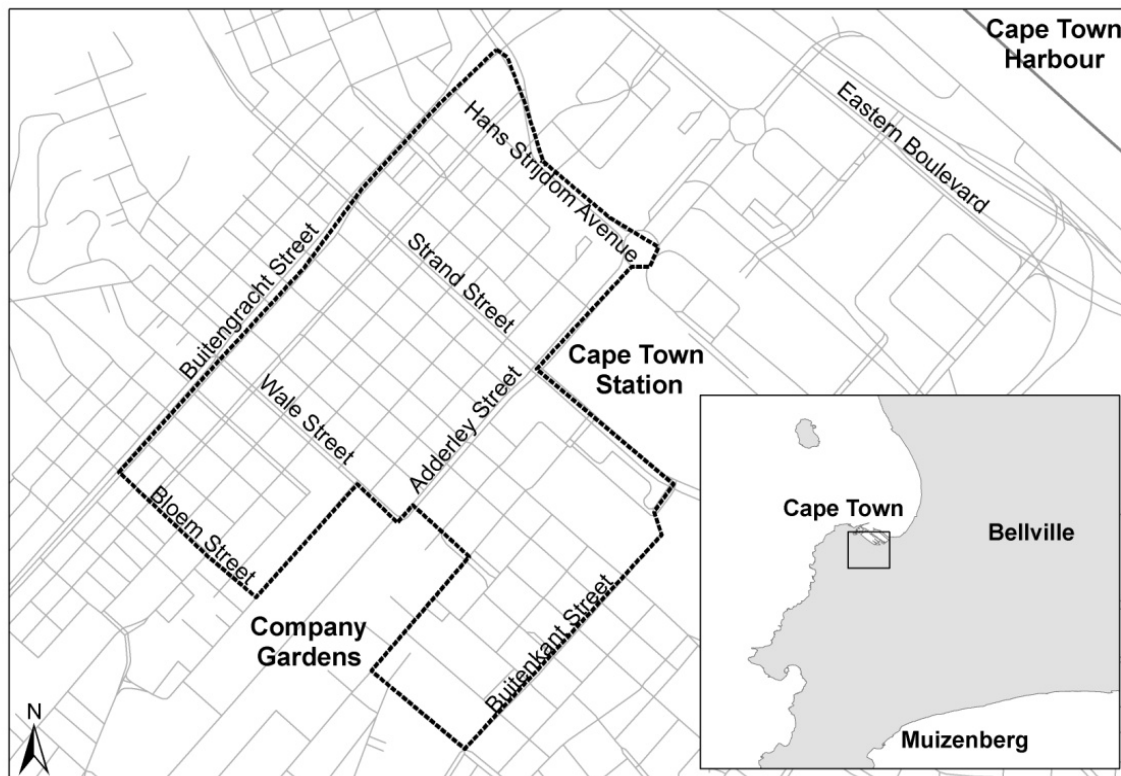 Cape Town
Harbour
Eastern Boulevard
Hans Strijdom Avenue
Strand Street
Buitengracht Street
Cape Town
Station
Wale Street
Adderley Street
Bloem Street
Company
Gardens
Buitenkant Street
N
Cape Town
Bellville
Muizenberg